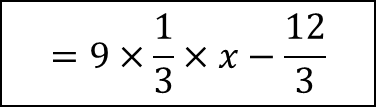 = 9 × 1/3 × x − 12/3